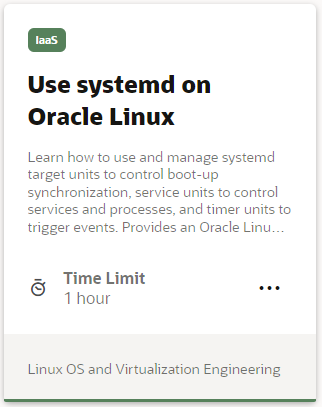 IaaS
Use systemd on
Oracle Linux
Learn how to use and manage systemd
target units to control boot-up
synchronization, service units to control
services and processes, and timer units to
trigger events. Provides an Oracle Linu...
Time Limit
1 hour
Linux OS and Virtualization Engineering